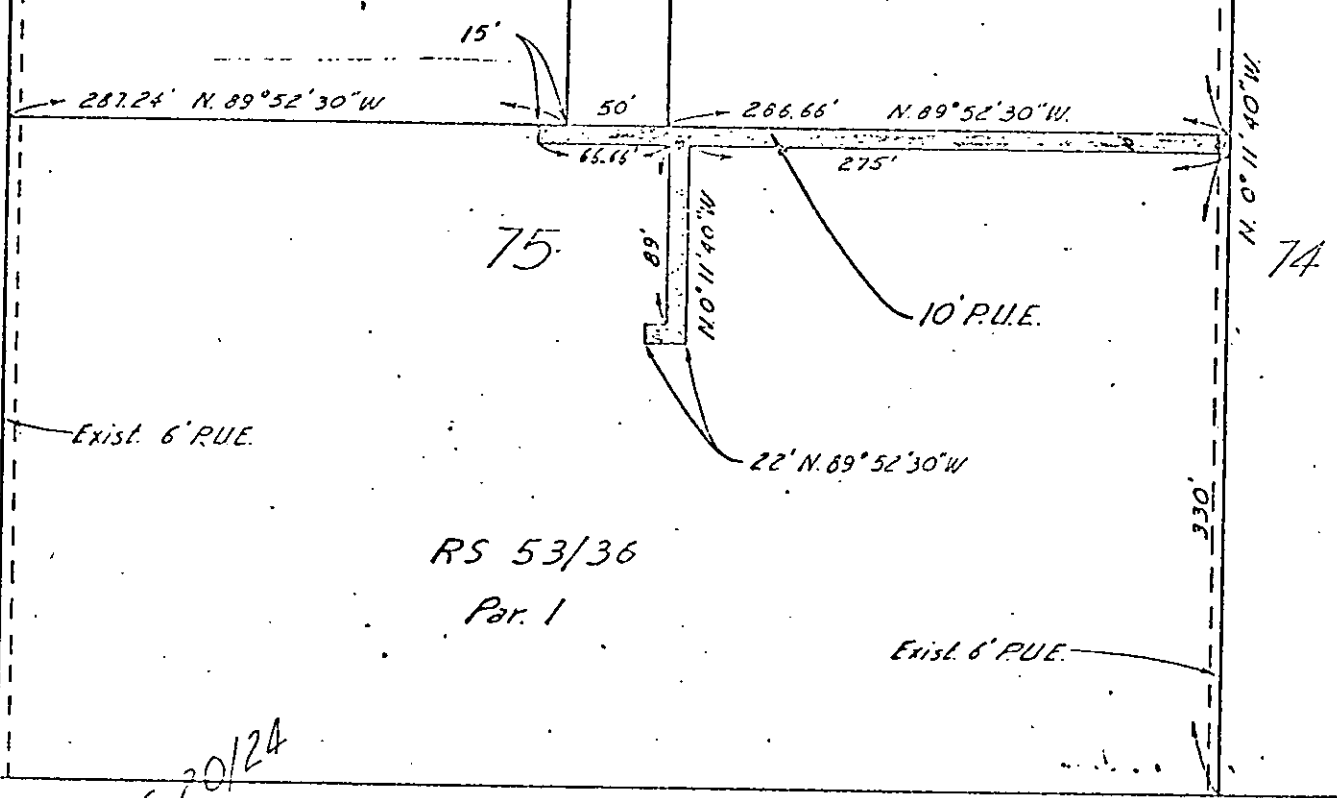 15'
287.24' N. 89°52'30"W
50'
266.66' N. 89°52'30"W.
N. 0°11'40"W.
65.66'
275'
75
89'
N. 0°11'40"W
74
10' P.U.E.
Exist. 6' P.U.E.
22' N. 89°52'30"W
330'
RS 53/36
Par. 1
Exist. 6' P.U.E.
20/24